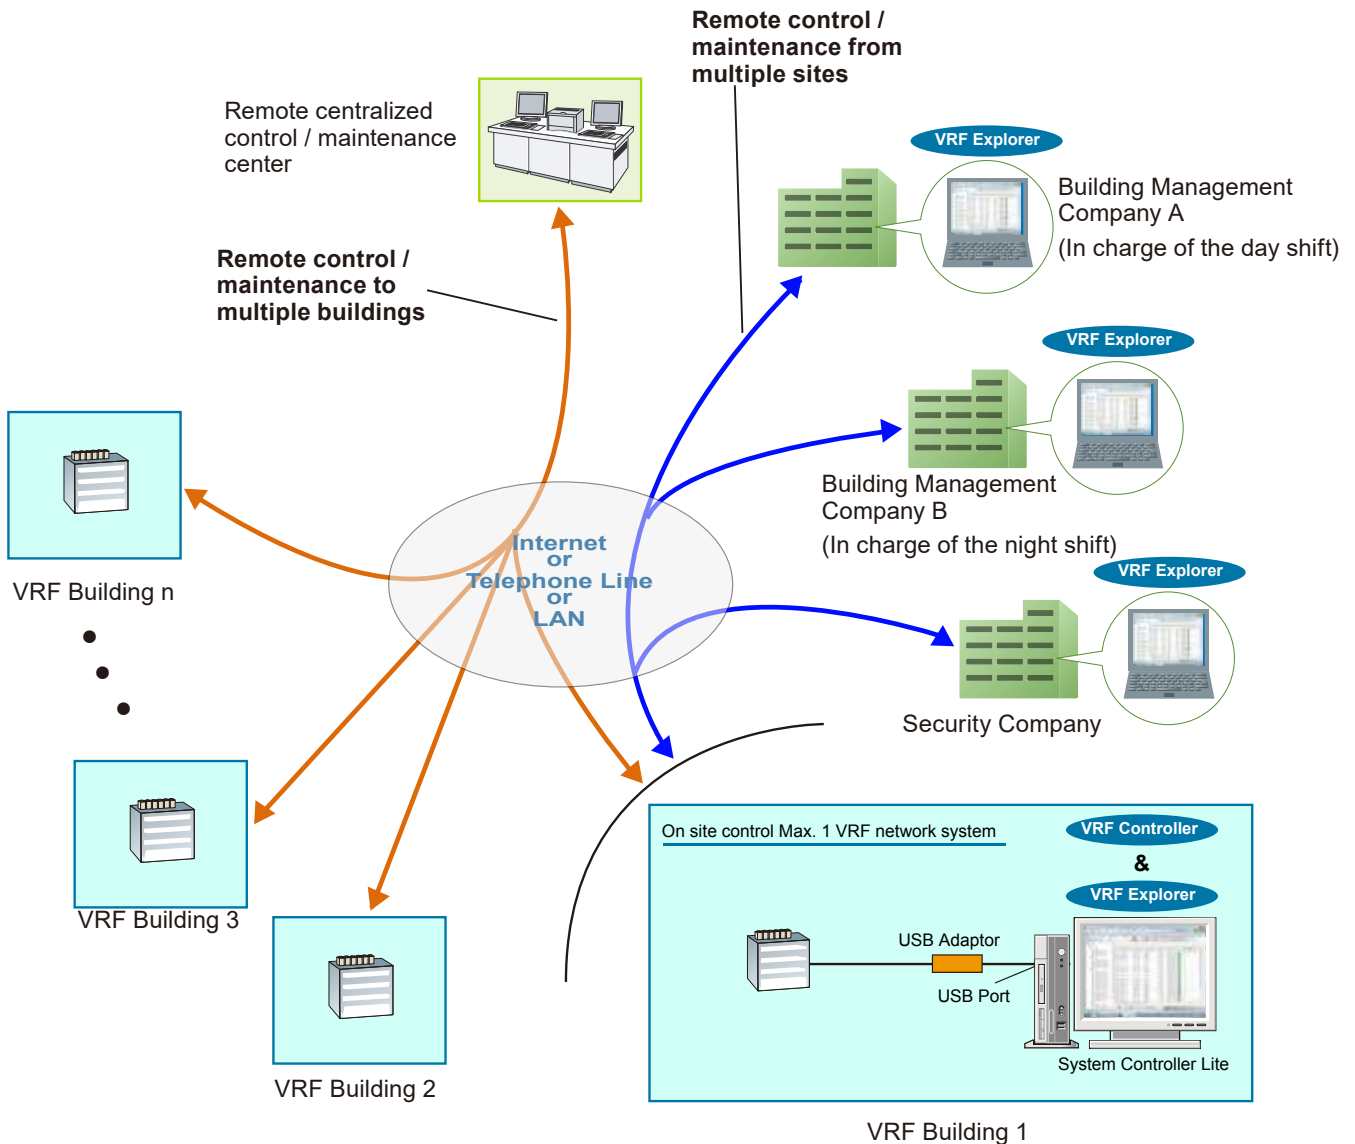 Remote control /
maintenance from
multiple sites
Remote centralized
control / maintenance
center
VRF Explorer
Building Management
Company A
(In charge of the day shift)
Remote control /
maintenance to
multiple buildings
VRF Explorer
Building Management
Company B
(In charge of the night shift)
Internet
or
Telephone Line
or
LAN
VRF Explorer
VRF Building n
Security Company
VRF Building 3
VRF Building 2
On site control Max. 1 VRF network system
VRF Controller
&
VRF Explorer
USB Adaptor
USB Port
System Controller Lite
VRF Building 1